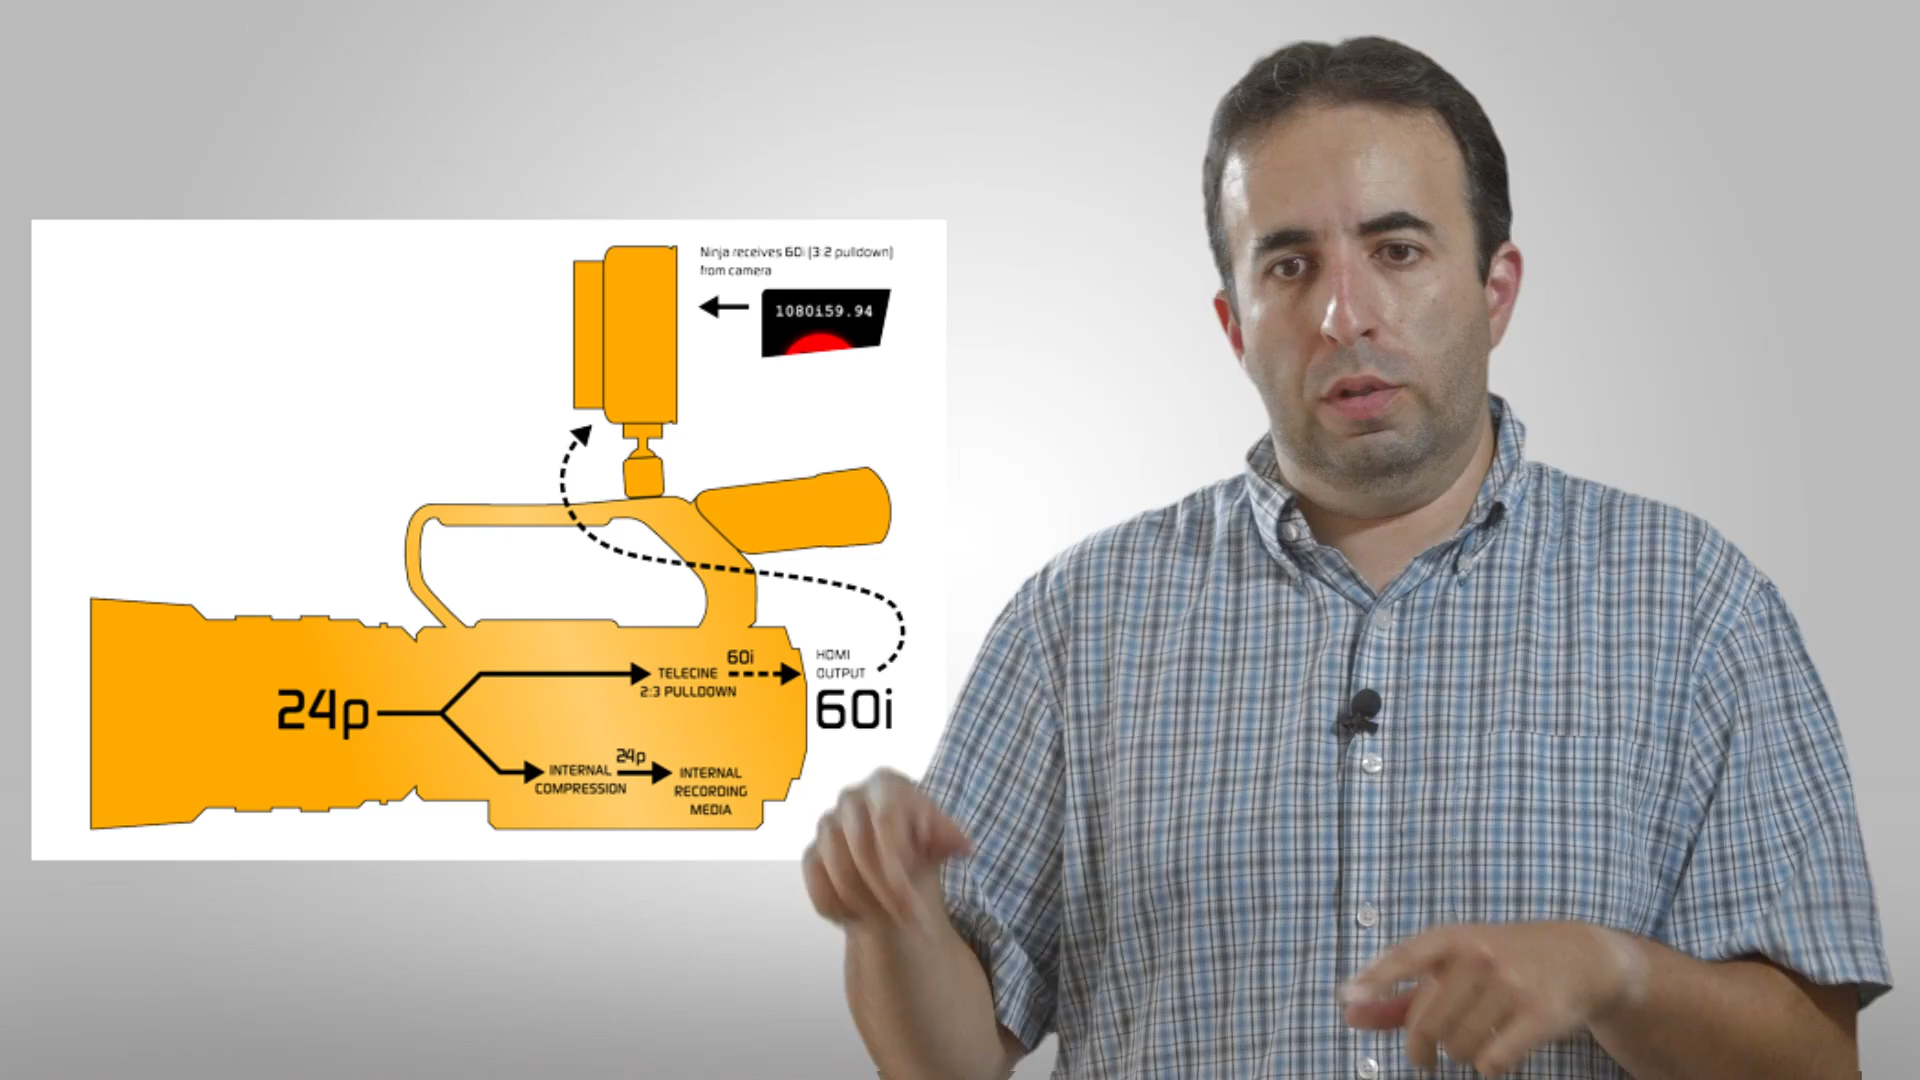 Ninja receives 60i (3:2 pulldown)
from camera
1080i59.94
24p
TELECINE
2:3 PULLDOWN
60i
HDMI
OUTPUT
60i
INTERNAL
COMPRESSION
24p
INTERNAL
RECORDING
MEDIA